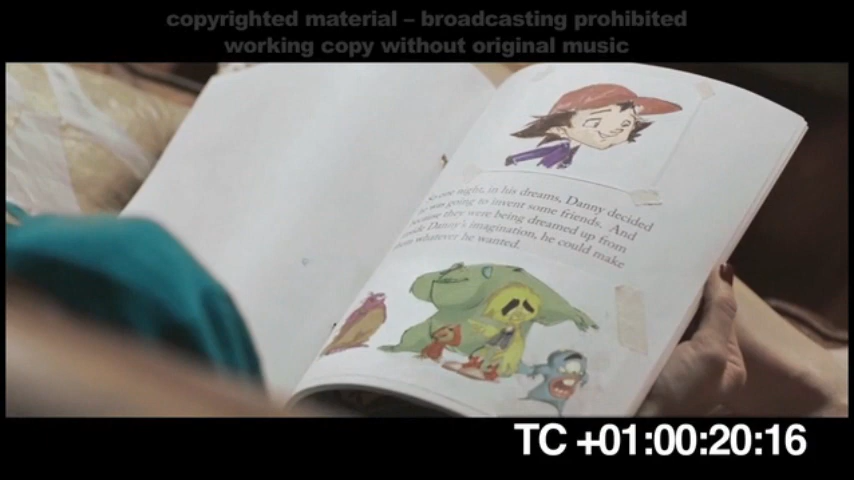 copyrighted material – broadcasting prohibited
working copy without original music
So one night, in his dreams, Danny decided
he was going to invent some friends. And
because they were being dreamed up from
inside Danny's imagination, he could make
them whatever he wanted.
TC +01:00:20:16